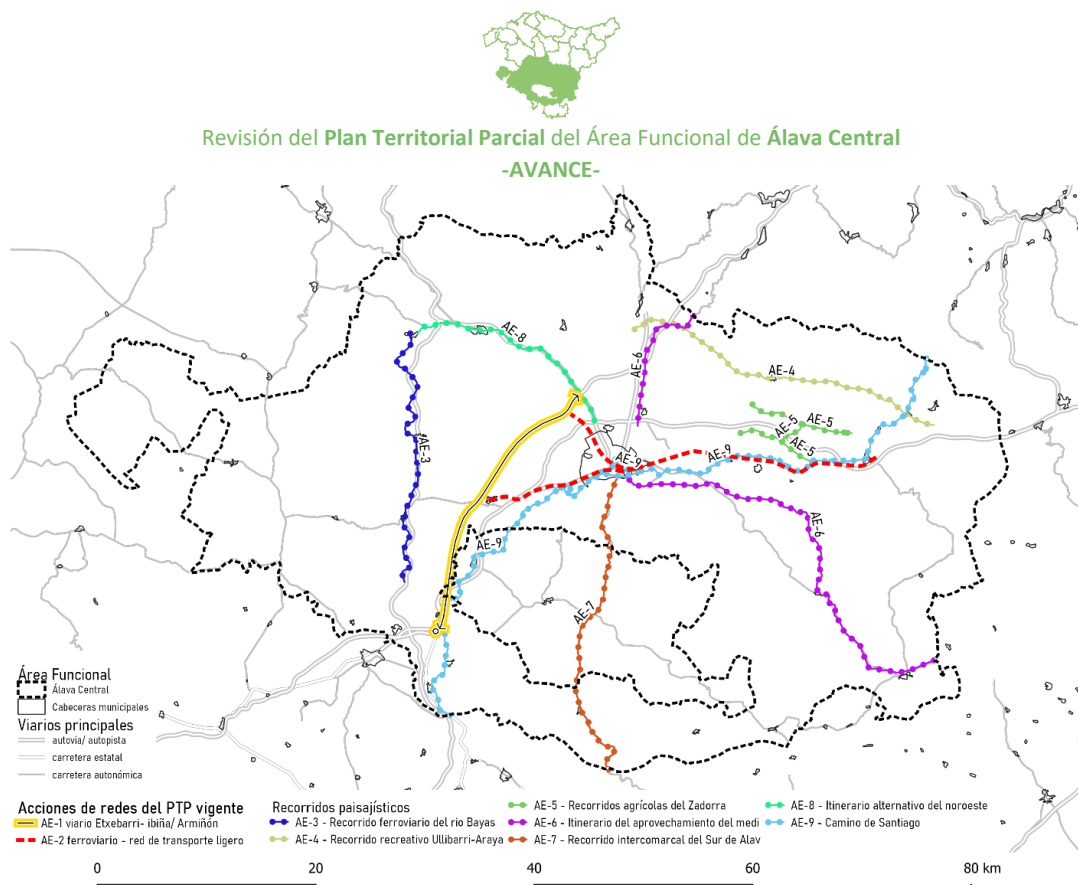 Revisión del Plan Territorial Parcial del Área Funcional de Álava Central
-AVANCE-
AE-8
AE-6
AE-4
AE-3
AE-5
AE-5
AE-5
AE-9
AE-9
AE-9
AE-6
AE-7
Área Funcional
Álava Central
Cabeceras municipales
Viarios principales
autovia/ autopista
carretera estatal
carretera autonómica
Acciones de redes del PTP vigente
AE-1 viario Etxebarri- ibiña/ Armiñón
AE-2 ferroviario - red de transporte ligero
Recorridos paisajísticos
AE-3 - Recorrido ferroviario del rio Bayas
AE-4 - Recorrido recreativo Ullibarri-Araya
AE-5 - Recorridos agrícolas del Zadorra
AE-6 - Itinerario del aprovechamiento del medi
AE-7 - Recorrido intercomarcal del Sur de Alav
AE-8 - Itinerario alternativo del noroeste
AE-9 - Camino de Santiago
0 20 40 60 80 km